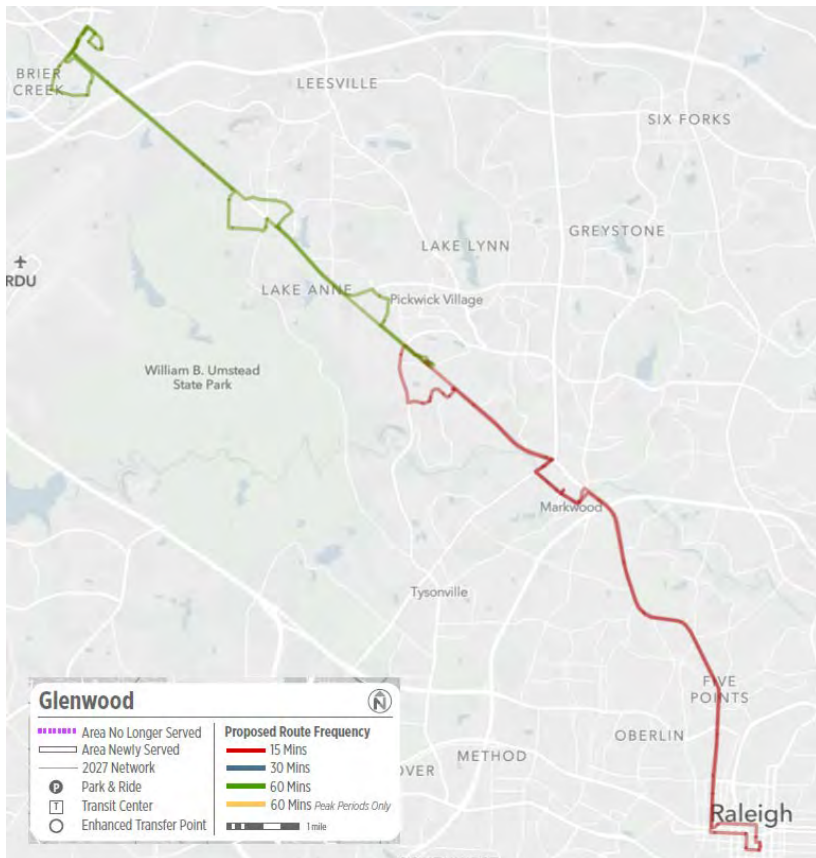 BRIER
CREEK
LEESVILLE
SIX FORKS
GREYSTONE
LAKE LYNN
RDU
LAKE ANNE
Pickwick Village
William B. Umstead
State Park
Markwood
Tysonville
FIVE
POINTS
OBERLIN
METHOD
OVER
Raleigh
Glenwood
N
Area No Longer Served
Area Newly Served
2027 Network
P Park & Ride
T Transit Center
Enhanced Transfer Point
Proposed Route Frequency
15 Mins
30 Mins
60 Mins
60 Mins Peak Periods Only
1 mile